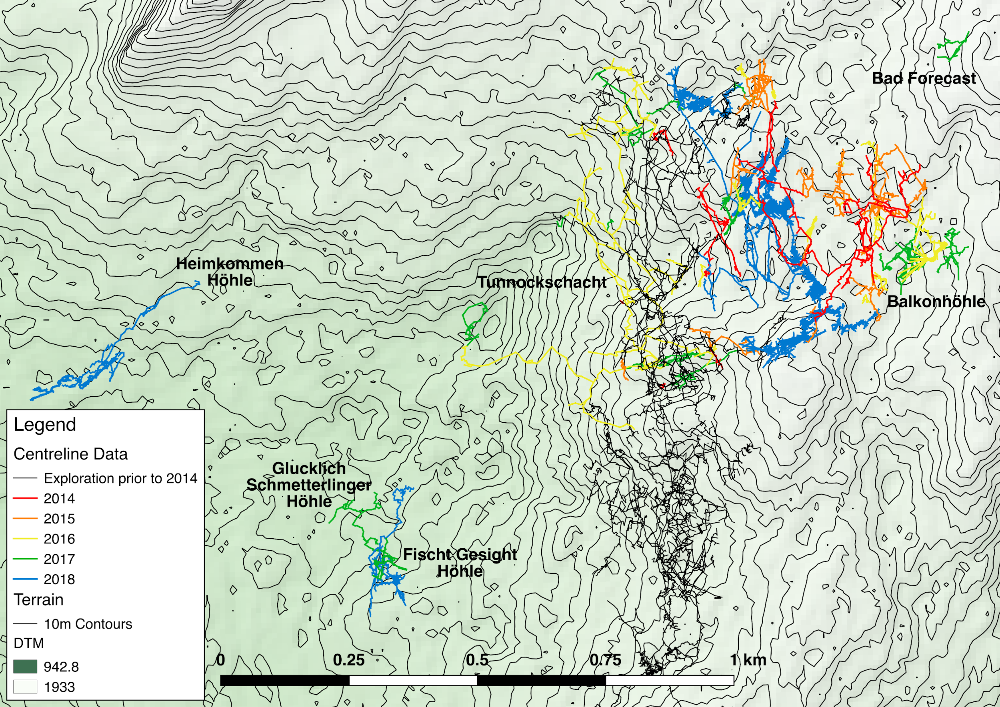 Bad Forecast
Heimkommen
Höhle
Tunnockschacht
Balkonhöhle
Glucklich
Schmetterlinger
Höhle
Fischt Gesight
Höhle
Legend
Centreline Data
Exploration prior to 2014
2014
2015
2016
2017
2018
Terrain
10m Contours
DTM
942.8
1933
0 0.25 0.5 0.75 1 km